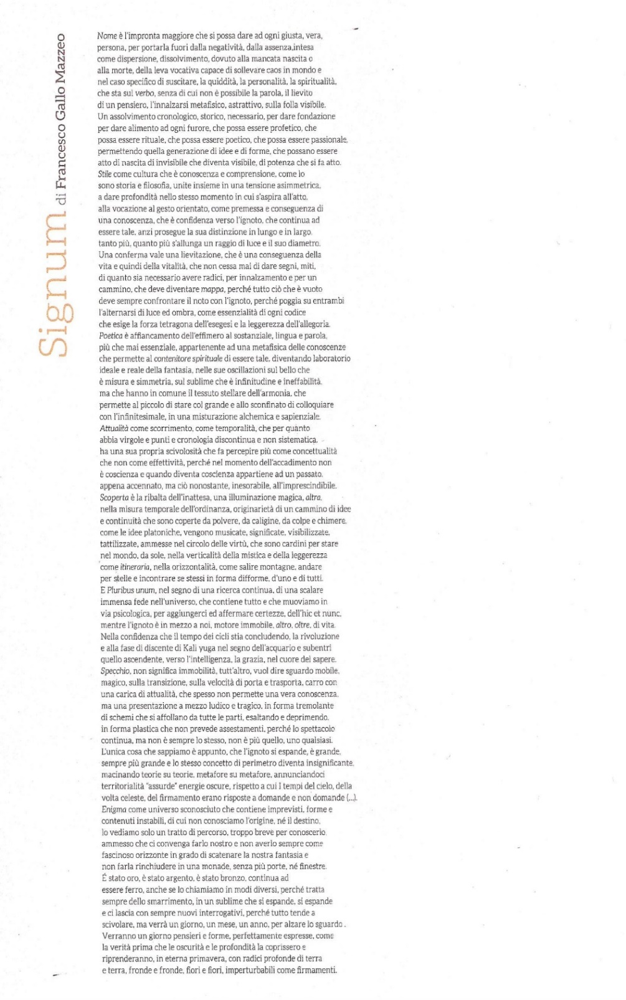 Signum di Francesco Gallo Mazzeo
Nome è l'impronta maggiore che si possa dare ad ogni giusta, vera,
persona, per portarla fuori dalla negatività, dalla assenza,intesa
come dispersione, dissolvimento, dovuto alla mancata nascita o
alla morte, della leva vocativa capace di sollevare caos in mondo e
nel caso specifico di suscitare, la quiddità, la personalità, la spiritualità,
che sta sul verbo, senza di cui non è possibile la parola, il lievito
di un pensiero, l'innalzarsi metafisico, astrattivo, sulla folla visibile.
Un assolvimento cronologico, storico, necessario, per dare fondazione
per dare alimento ad ogni furore, che possa essere profetico, che
possa essere rituale, che possa essere poetico, che possa essere passionale,
permettendo quella generazione di idee e di forme, che possano essere
atto di nascita di invisibile che diventa visibile, di potenza che si fa atto.
Stile come cultura che è conoscenza e comprensione, come lo
sono storia e filosofia, unite insieme in una tensione asimmetrica,
a dare profondità nello stesso momento in cui s'aspira all'atto,
alla vocazione al gesto orientato, come premessa e conseguenza di
una conoscenza, che è confidenza verso l'ignoto, che continua ad
essere tale, anzi prosegue la sua distinzione in lungo e in largo,
tanto più, quanto più s'allunga un raggio di luce e il suo diametro.
Una conferma vale una lievitazione, che è una conseguenza della
vita e quindi della vitalità, che non cessa mai di dare segni, miti,
di quanto sia necessario avere radici, per innalzamento e per un
cammino, che deve diventare mappa, perché tutto ciò che è vuoto
deve sempre confrontare il noto con l'ignoto, perché poggia su entrambi
l'alternarsi di luce ed ombra, come essenzialità di ogni codice
che esige la forza tetragona dell'esegesi e la leggerezza dell'allegoria.
Poetica è affiancamento dell'effimero al sostanziale, lingua e parola,
più che mai essenziale, appartenente ad una metafisica delle conoscenze
che permette al contenitore spirituale di essere tale, diventando laboratorio
ideale e reale della fantasia, nelle sue oscillazioni sul bello che
è misura e simmetria, sul sublime che è infinitudine e ineffabilità,
ma che hanno in comune il tessuto stellare dell'armonia, che
permette al piccolo di stare col grande e allo sconfinato di colloquiare
con l'infinitesimale, in una misturazione alchemica e sapienziale.
Attualità come scorrimento, come temporalità, che per quanto
abbia virgole e punti e cronologia discontinua e non sistematica,
ha una sua propria scivolosità che fa percepire più come concettualità
che non come effettività, perché nel momento dell'accadimento non
è coscienza e quando diventa coscienza appartiene ad un passato,
appena accennato, ma ciò nonostante, inesorabile, all'imprescindibile.
Scoperta è la ribalta dell'inattesa, una illuminazione magica, altra,
nella misura temporale dell'ordinanza, originarietà di un cammino di idee
e continuità che sono coperte da polvere, da caligine, da colpe e chimere,
come le idee platoniche, vengono musicate, significate, visibilizzate,
tattilizzate, ammesse nel circolo delle virtù, che sono cardini per stare
nel mondo, da sole, nella verticalità della mistica e della leggerezza
come itineraria, nella orizzontalità, come salire montagne, andare
per stelle e incontrare se stessi in forma difforme, d'uno e di tutti.
E Pluribus unum, nel segno di una ricerca continua, di una scalare
immensa fede nell'universo, che contiene tutto e che muoviamo in
via psicologica, per aggiungerci ed affermare certezze, dell'hic et nunc,
mentre l'ignoto è in mezzo a noi, motore immobile, altro, oltre, di vita.
Nella confidenza che il tempo dei cicli stia concludendo, la rivoluzione
e alla fase di discente di Kali yuga nel segno dell'acquario e subentri
quello ascendente, verso l'intelligenza, la grazia, nel cuore del sapere.
Specchio, non significa immobilità, tutt'altro, vuol dire sguardo mobile,
magico, sulla transizione, sulla velocità di porta e trasporta, carro con
una carica di attualità, che spesso non permette una vera conoscenza,
ma una presentazione a mezzo ludico e tragico, in forma tremolante
di schemi che si affollano da tutte le parti, esaltando e deprimendo,
in forma plastica che non prevede assestamenti, perché lo spettacolo
continua, ma non è sempre lo stesso, non è più quello, uno qualsiasi.
L'unica cosa che sappiamo è appunto, che l'ignoto si espande, è grande,
sempre più grande e lo stesso concetto di perimetro diventa insignificante,
macinando teorie su teorie, metafore su metafore, annunciandoci
territorialità "assurde" energie oscure, rispetto a cui I tempi del cielo, della
volta celeste, del firmamento erano risposte a domande e non domande (...).
Enigma come universo sconosciuto che contiene imprevisti, forme e
contenuti instabili, di cui non conosciamo l'origine, né il destino,
lo vediamo solo un tratto di percorso, troppo breve per conoscerlo,
ammesso che ci convenga farlo nostro e non averlo sempre come
fascinoso orizzonte in grado di scatenare la nostra fantasia e
non farla rinchiudere in una monade, senza più porte, né finestre.
É stato oro, è stato argento, è stato bronzo, continua ad
essere ferro, anche se lo chiamiamo in modi diversi, perché tratta
sempre dello smarrimento, in un sublime che si espande, si espande
e ci lascia con sempre nuovi interrogativi, perché tutto tende a
scivolare, ma verrà un giorno, un mese, un anno, per alzare lo sguardo .
Verranno un giorno pensieri e forme, perfettamente espresse, come
la verità prima che le oscurità e le profondità la coprissero e
riprenderanno, in eterna primavera, con radici profonde di terra
e terra, fronde e fronde, fiori e fiori, imperturbabili come firmamenti.